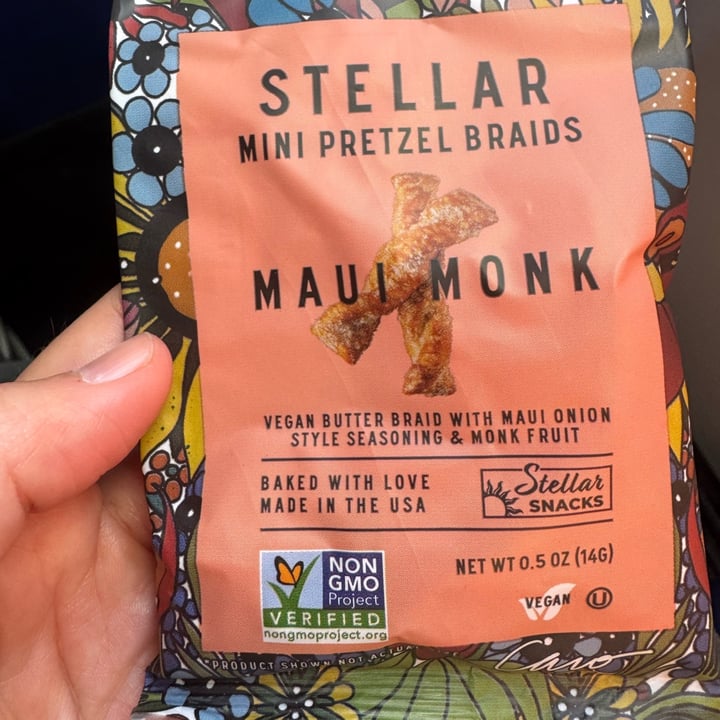 STELLAR
MINI PRETZEL BRAIDS
MAUI MONK
VEGAN BUTTER BRAID WITH MAUI ONION
STYLE SEASONING & MONK FRUIT
BAKED WITH LOVE
MADE IN THE USA
Stellar
SNACKS
NON
GMO
Project
VERIFIED
nongmoproject.org
NET WT 0.5 OZ (14G)
VEGAN U
*PRODUCT SHOWN NOT